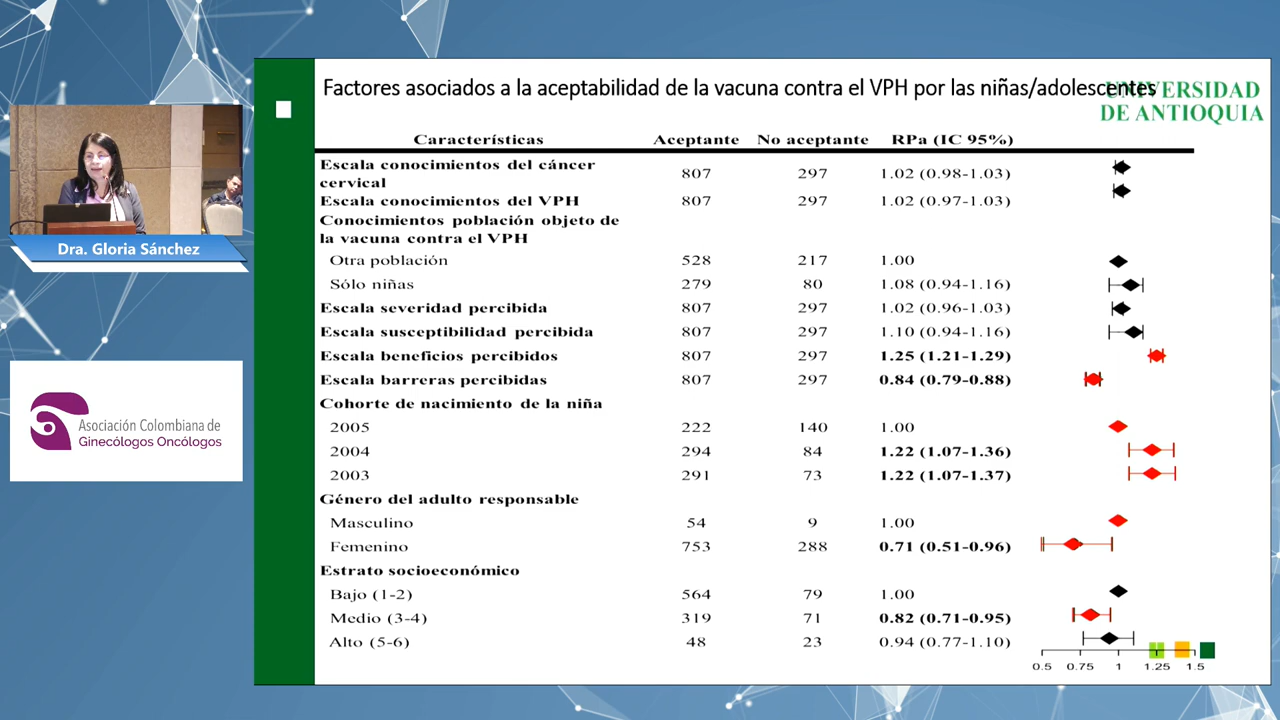 Factores asociados a la aceptabilidad de la vacuna contra el VPH por las niñas/adolescentes
UNIVERSIDAD
DE ANTIOQUIA
Características Aceptante No aceptante RPa (IC 95%)
Escala conocimientos del cáncer
cervical 807 297 1.02 (0.98-1.03)
Escala conocimientos del VPH 807 297 1.02 (0.97-1.03)
Conocimientos población objeto de
la vacuna contra el VPH
Otra población 528 217 1.00
Sólo niñas 279 80 1.08 (0.94-1.16)
Escala severidad percibida 807 297 1.02 (0.96-1.03)
Escala susceptibilidad percibida 807 297 1.10 (0.94-1.16)
Escala beneficios percibidos 807 297 1.25 (1.21-1.29)
Escala barreras percibidas 807 297 0.84 (0.79-0.88)
Cohorte de nacimiento de la niña
2005 222 140 1.00
2004 294 84 1.22 (1.07-1.36)
2003 291 73 1.22 (1.07-1.37)
Género del adulto responsable
Masculino 54 9 1.00
Femenino 753 288 0.71 (0.51-0.96)
Estrato socioeconómico
Bajo (1-2) 564 79 1.00
Medio (3-4) 319 71 0.82 (0.71-0.95)
Alto (5-6) 48 23 0.94 (0.77-1.10)
0.5 0.75 1 1.25 1.5
Dra. Gloria Sánchez
Asociación Colombiana de
Ginecólogos Oncólogos